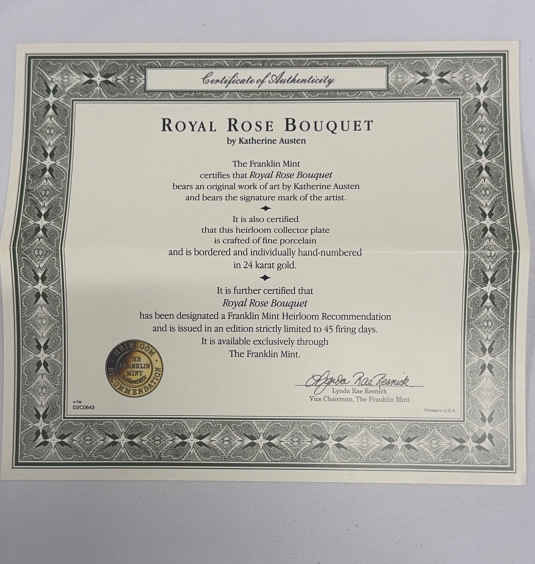 Certificate of Authenticity
ROYAL ROSE BOUQUET
by Katherine Austen
The Franklin Mint
certifies that Royal Rose Bouquet
bears an original work of art by Katherine Austen
and bears the signature mark of the artist.
It is also certified
that this heirloom collector plate
is crafted of fine porcelain
and is bordered and individually hand-numbered
in 24 karat gold.
It is further certified that
Royal Rose Bouquet
has been designated a Franklin Mint Heirloom Recommendation
and is issued in an edition strictly limited to 45 firing days.
It is available exclusively through
The Franklin Mint.
HEIRLOOM
THE
FRANKLIN
MINT
RECOMMENDATION
Lynda Rae Resnick
Lynda Rae Resnick
Vice Chairman, The Franklin Mint
Printed in U.S.A.